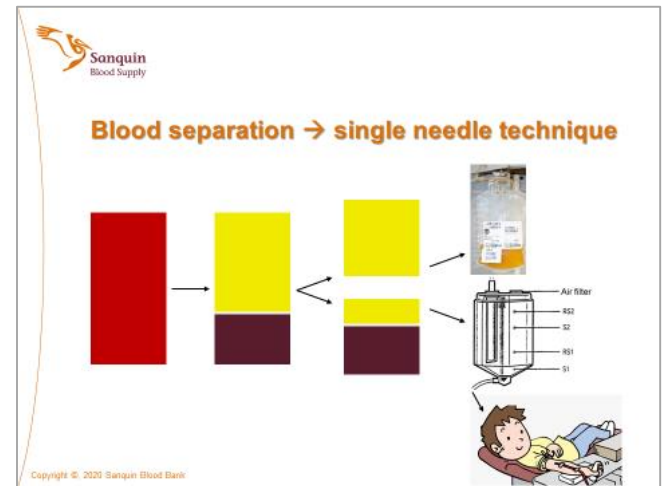 Sanquin
Blood Supply
Blood separation → single needle technique
Air filter
RS2
S2
RS1
S1
Copyright ©. 2020 Sanquin Blood Bank